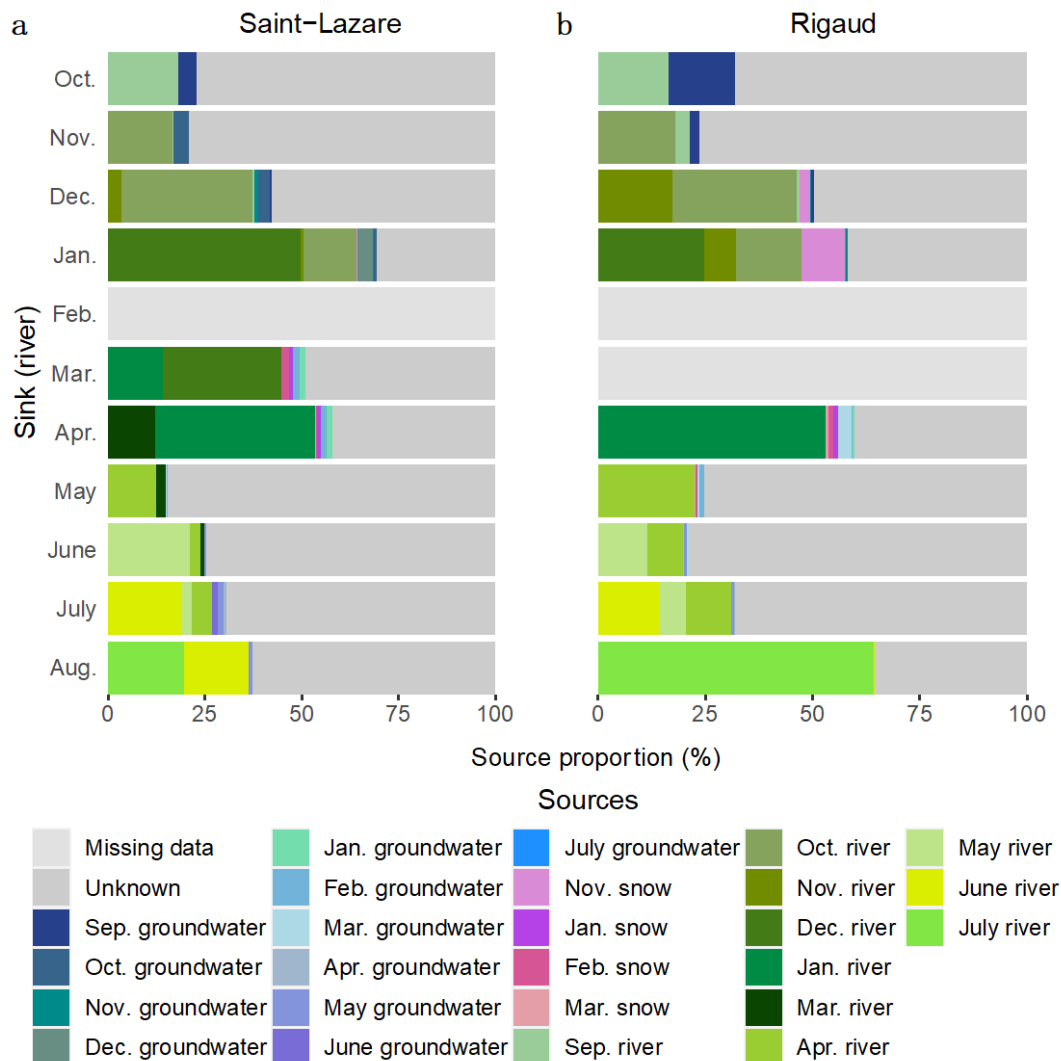 a Saint−Lazare b Rigaud
Sink (river)
Oct.
Nov.
Dec.
Jan.
Feb.
Mar.
Apr.
May
June
July
Aug.
0 25 50 75 100 0 25 50 75 100
Source proportion (%)
Sources
Missing data Jan. groundwater July groundwater Oct. river May river
Unknown Feb. groundwater Nov. snow Nov. river June river
Sep. groundwater Mar. groundwater Jan. snow Dec. river July river
Oct. groundwater Apr. groundwater Feb. snow Jan. river
Nov. groundwater May groundwater Mar. snow Mar. river
Dec. groundwater June groundwater Sep. river Apr. river